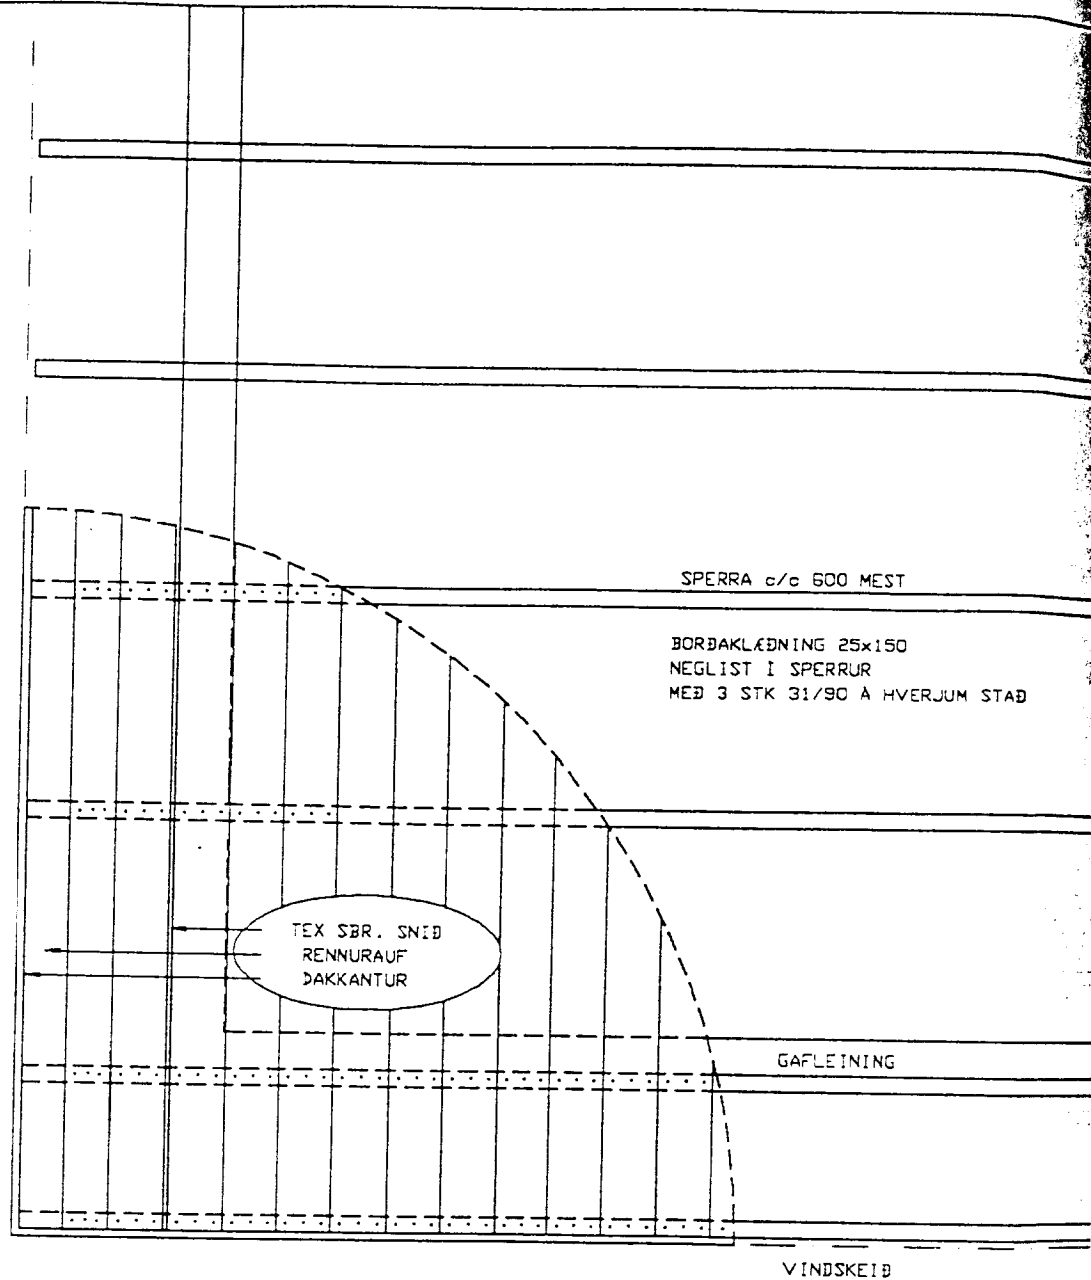 SPERRA c/c 600 MEST
BORÐAKLÆÐNING 25x150
NEGLIST Í SPERRUR
MEÐ 3 STK 31/90 Á HVERJUM STAÐ
TEX SBR. SNIÐ
RENNURAUF
ÞAKKANTUR
GAFLEINING
VINDSKEIÐ